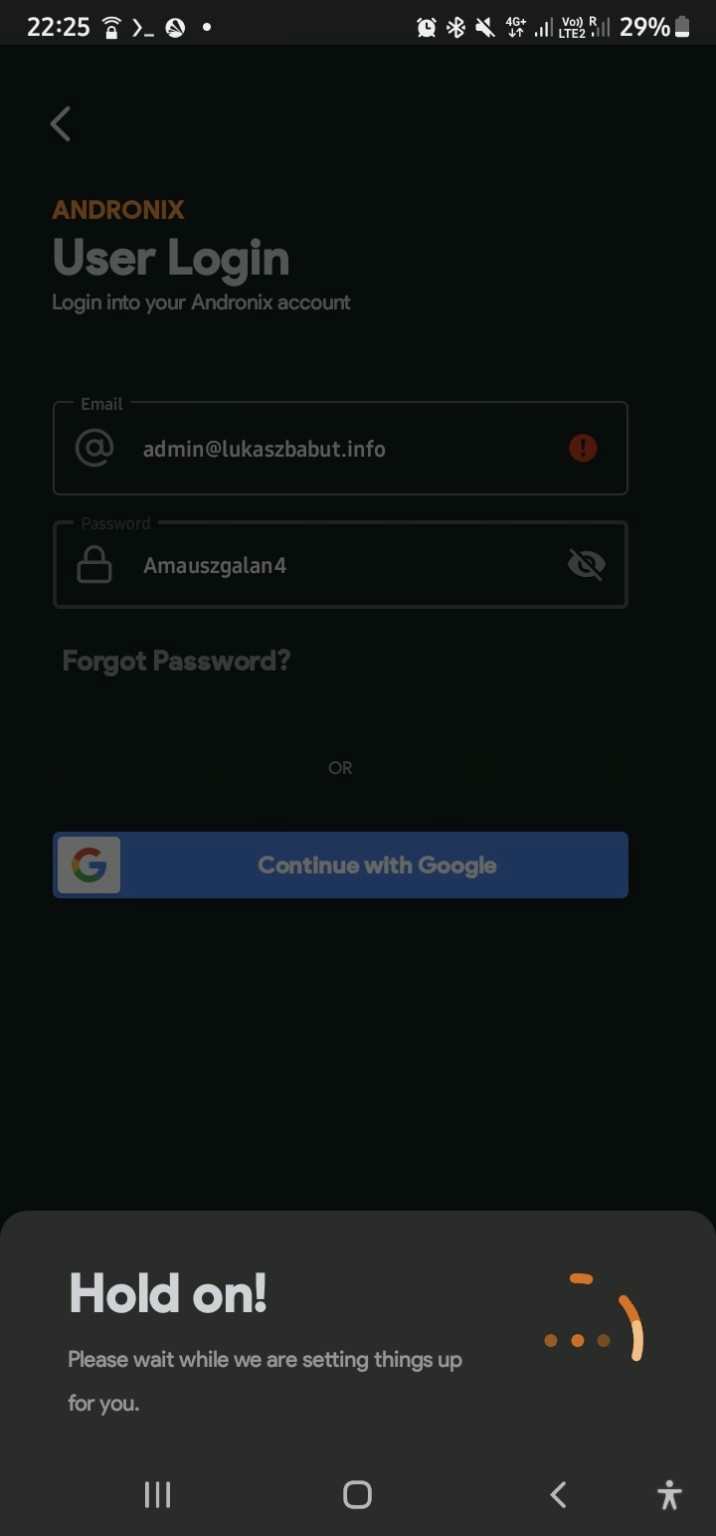 22:25 4G+ Vo)) LTE2 R 29%
ANDRONIX
User Login
Login into your Andronix account
Email
admin@lukaszbabut.info
Password
Amauszgalan4
Forgot Password?
OR
Continue with Google
Hold on!
Please wait while we are setting things up
for you.